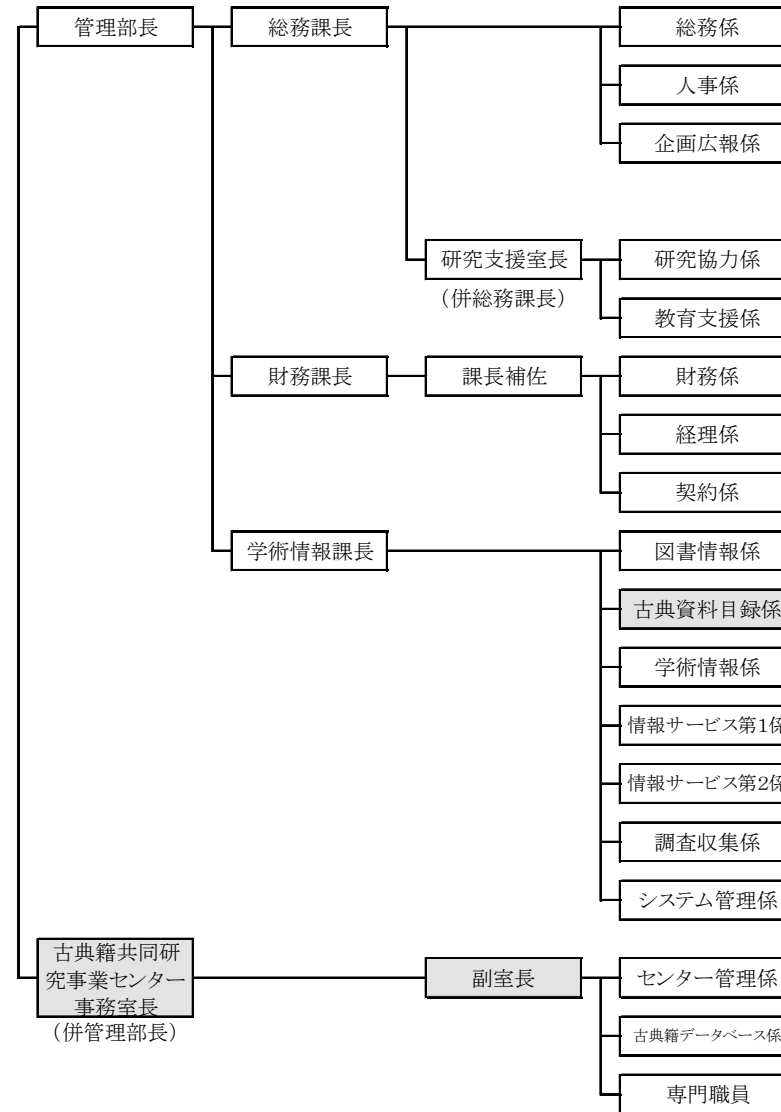 管理部長
総務課長
総務係
人事係
企画広報係
研究支援室長
(併総務課長)
研究協力係
教育支援係
財務課長
課長補佐
財務係
経理係
契約係
学術情報課長
図書情報係
古典資料目録係
学術情報係
情報サービス第1係
情報サービス第2係
調査収集係
システム管理係
古典籍共同研
究事業センター
事務室長
(併管理部長)
副室長
センター管理係
古典籍データベース係
専門職員